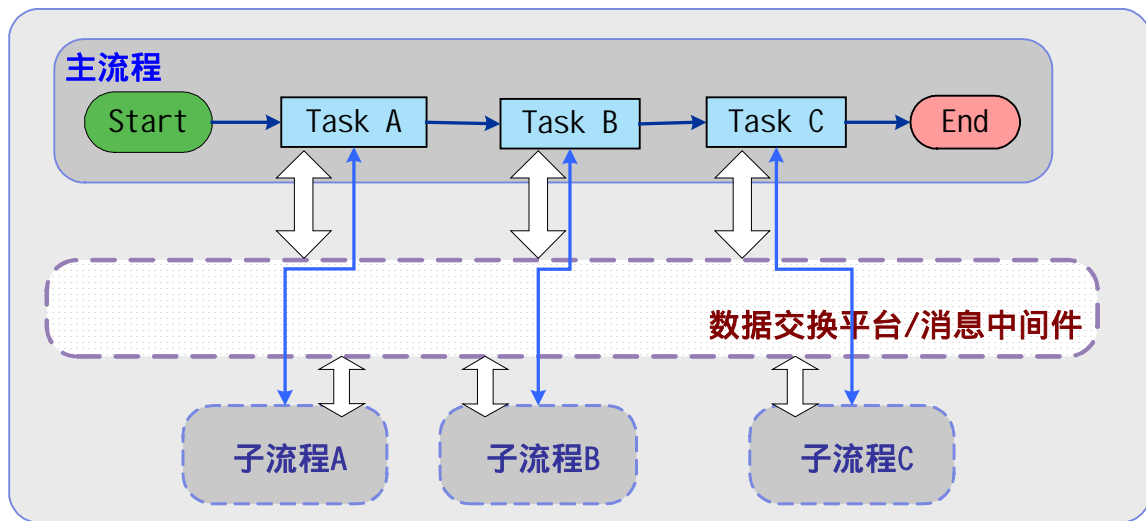 主流程
Start
Task A
Task B
Task C
End
数据交换平台/消息中间件
子流程A
子流程B
子流程C